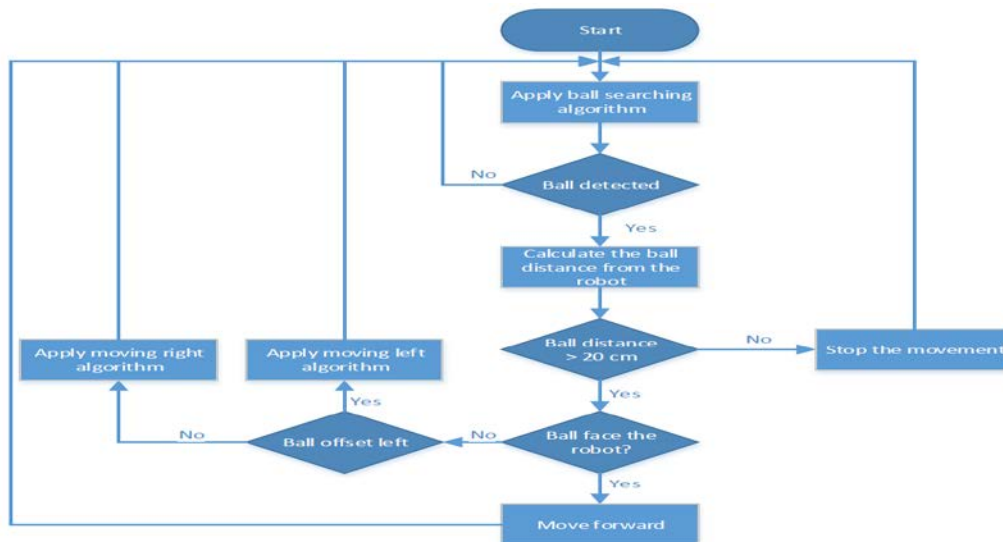 Start
Apply ball searching
algorithm
No
Ball detected
Yes
Calculate the ball
distance from the
robot
Apply moving right
algorithm
Apply moving left
algorithm
Ball distance
> 20 cm
No
Stop the movement
Yes
Yes
No
Ball offset left
No
Ball face the
robot?
Yes
Move forward